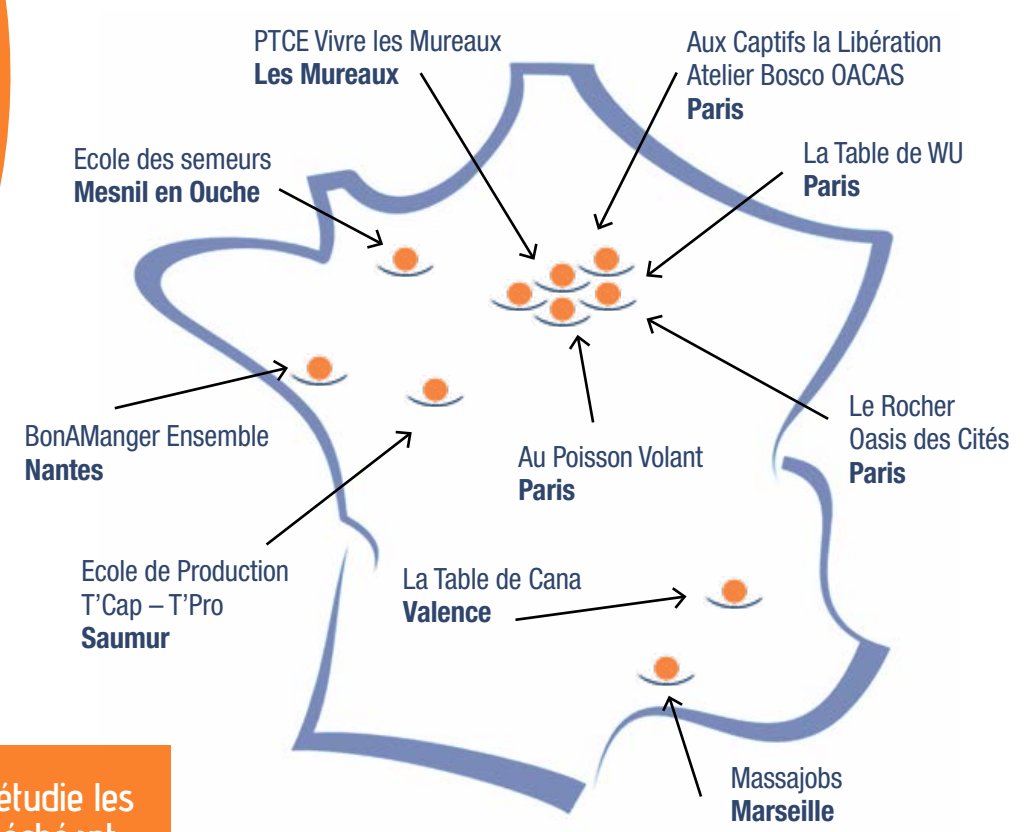 PTCE Vivre les Mureaux
Les Mureaux
Aux Captifs la Libération
Atelier Bosco OACAS
Paris
La Table de WU
Paris
Ecole des semeurs
Mesnil en Ouche
Le Rocher
Oasis des Cités
Paris
BonAManger Ensemble
Nantes
Au Poisson Volant
Paris
Ecole de Production
T'Cap – T'Pro
Saumur
La Table de Cana
Valence
Massajobs
Marseille
étudie les
échéant